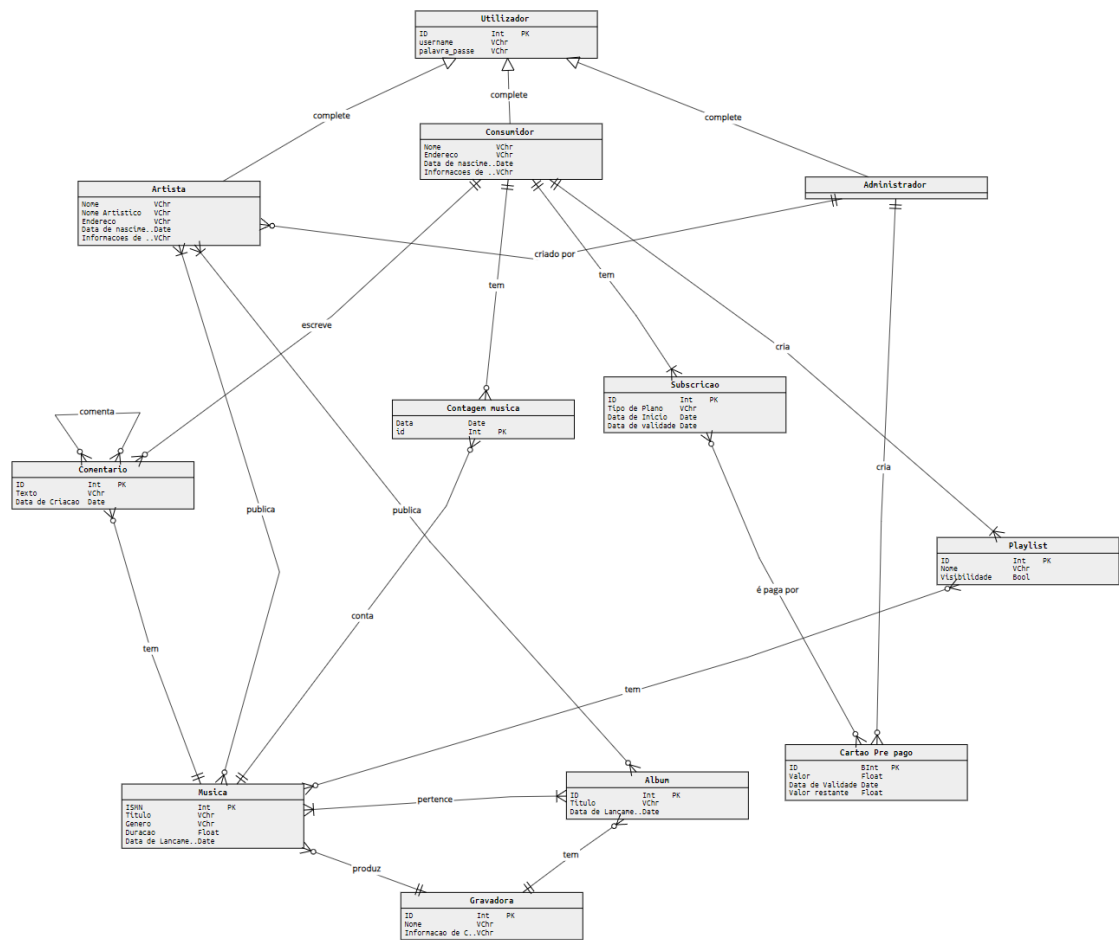 Utilizador
ID Int PK
username VChr
palavra_passe VChr
complete
complete
complete
Consumidor
Nome VChr
Endereco VChr
Data de nascime..Date
Informacoes de ..VChr
Artista
Nome VChr
Nome Artistico VChr
Endereco VChr
Data de nascime..Date
Informacoes de ..VChr
Administrador
criado por
tem
tem
escreve
cria
comenta
Contagem musica
Data Date
id Int PK
Subscricao
ID Int PK
Tipo de Plano VChr
Data de Inicio Date
Data de validade Date
Comentario
ID Int PK
Texto VChr
Data de Criacao Date
cria
publica
publica
Playlist
ID Int PK
Nome VChr
Visibilidade Bool
é paga por
conta
tem
tem
Cartao Pre pago
ID BInt PK
Valor Float
Data de Validade Date
Valor restante Float
Musica
ISMN Int PK
Titulo VChr
Genero VChr
Duracao Float
Data de Lancame..Date
pertence
Album
ID Int PK
Titulo VChr
Data de Lançame..Date
produz
tem
Gravadora
ID Int PK
Nome VChr
Informacao de C..VChr